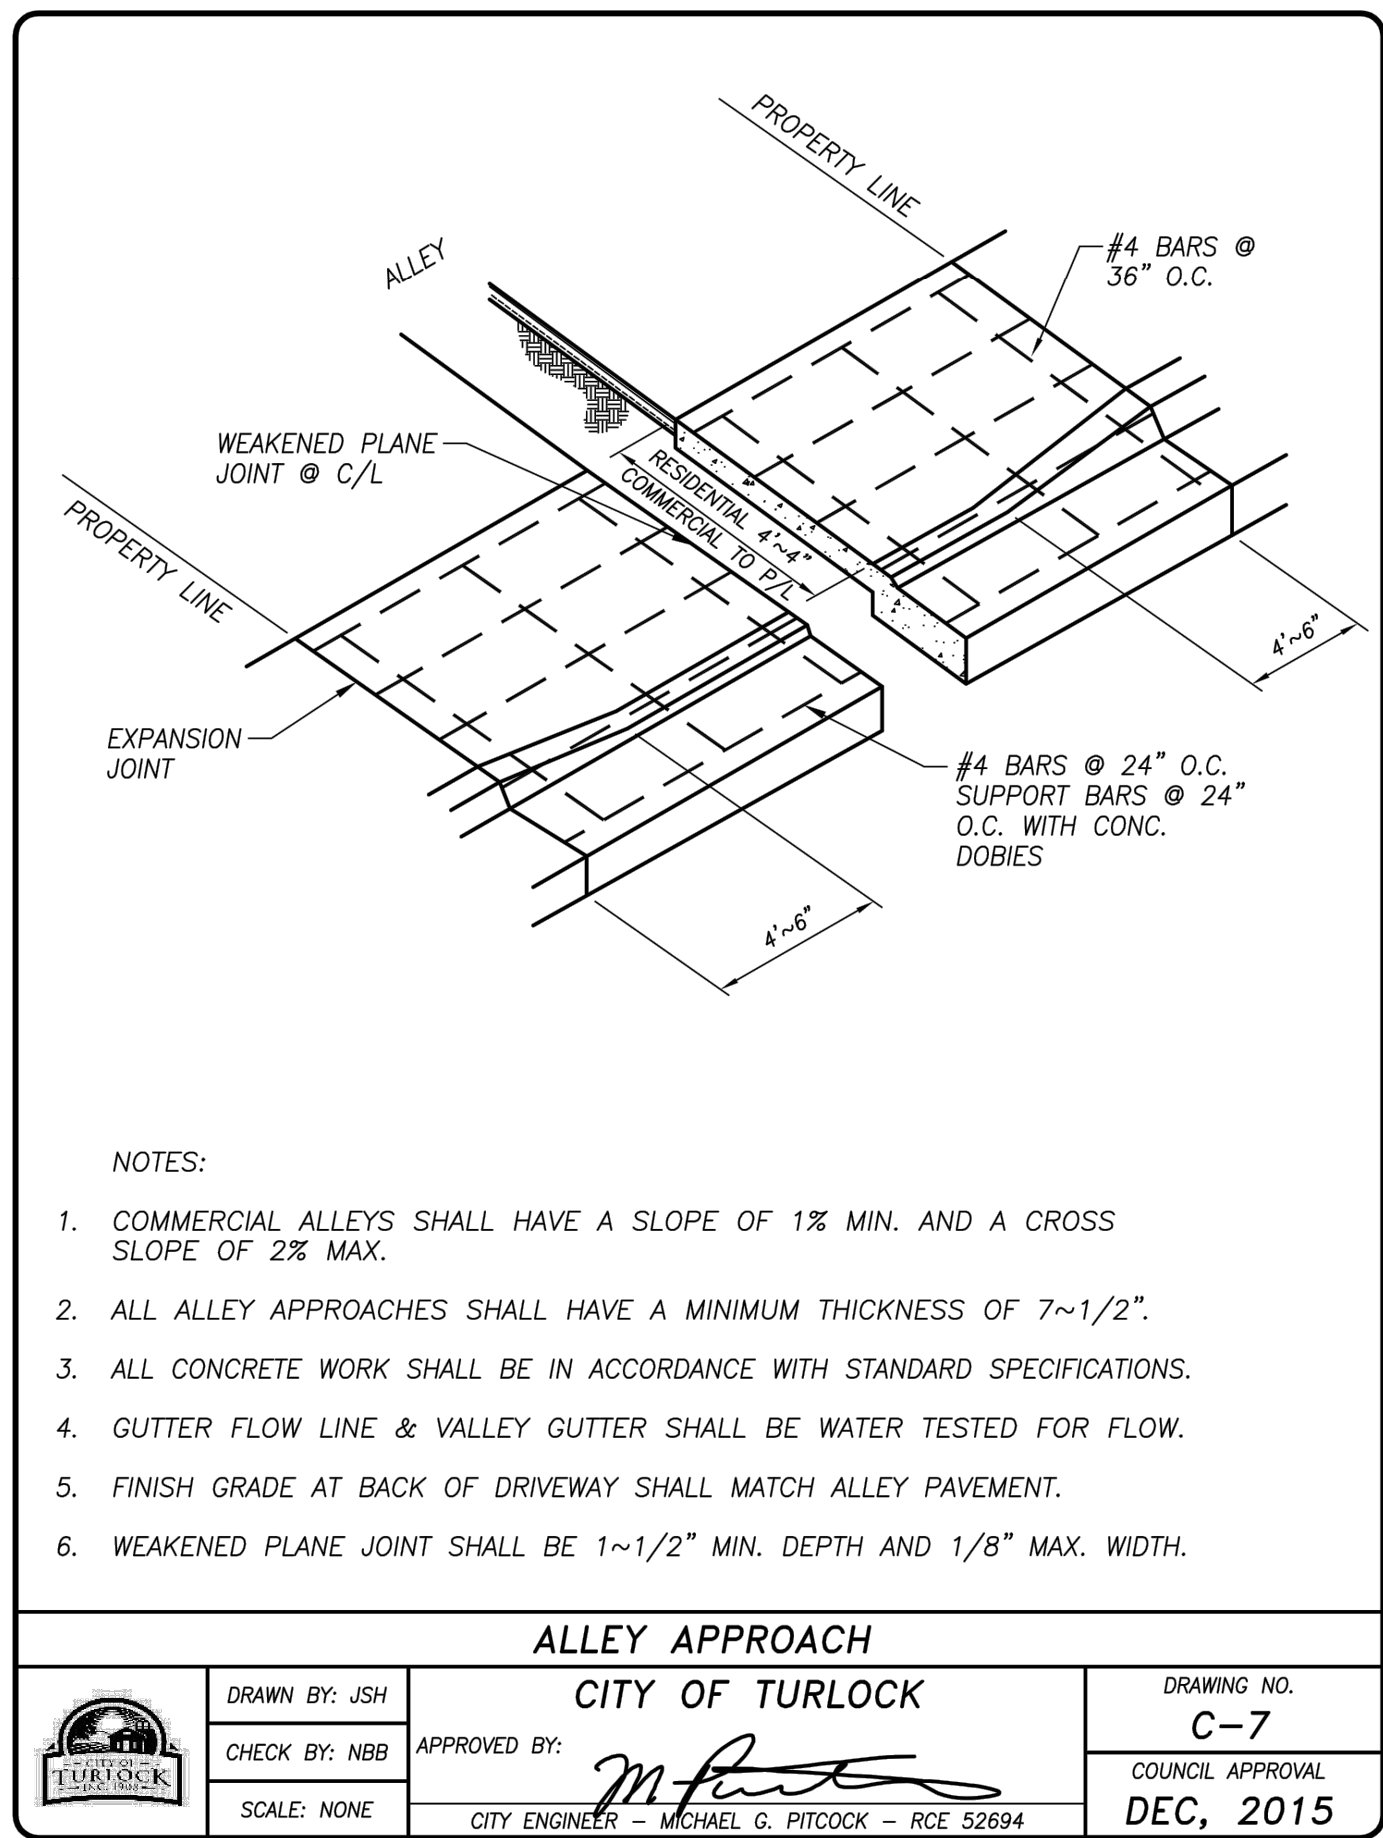 PROPERTY LINE
#4 BARS @
36" O.C.
ALLEY
WEAKENED PLANE
JOINT @ C/L
RESIDENTIAL 4'~4"
COMMERCIAL TO P/L
PROPERTY LINE
4'~6"
EXPANSION
JOINT
#4 BARS @ 24" O.C.
SUPPORT BARS @ 24"
O.C. WITH CONC.
DOBIES
4'~6"
NOTES:
1. COMMERCIAL ALLEYS SHALL HAVE A SLOPE OF 1% MIN. AND A CROSS
SLOPE OF 2% MAX.
2. ALL ALLEY APPROACHES SHALL HAVE A MINIMUM THICKNESS OF 7~1/2".
3. ALL CONCRETE WORK SHALL BE IN ACCORDANCE WITH STANDARD SPECIFICATIONS.
4. GUTTER FLOW LINE & VALLEY GUTTER SHALL BE WATER TESTED FOR FLOW.
5. FINISH GRADE AT BACK OF DRIVEWAY SHALL MATCH ALLEY PAVEMENT.
6. WEAKENED PLANE JOINT SHALL BE 1~1/2" MIN. DEPTH AND 1/8" MAX. WIDTH.
ALLEY APPROACH
CITY OF
TURLOCK
INC. 1908
DRAWN BY: JSH
CHECK BY: NBB
SCALE: NONE
CITY OF TURLOCK
APPROVED BY:
CITY ENGINEER – MICHAEL G. PITCOCK – RCE 52694
DRAWING NO.
C–7
COUNCIL APPROVAL
DEC, 2015